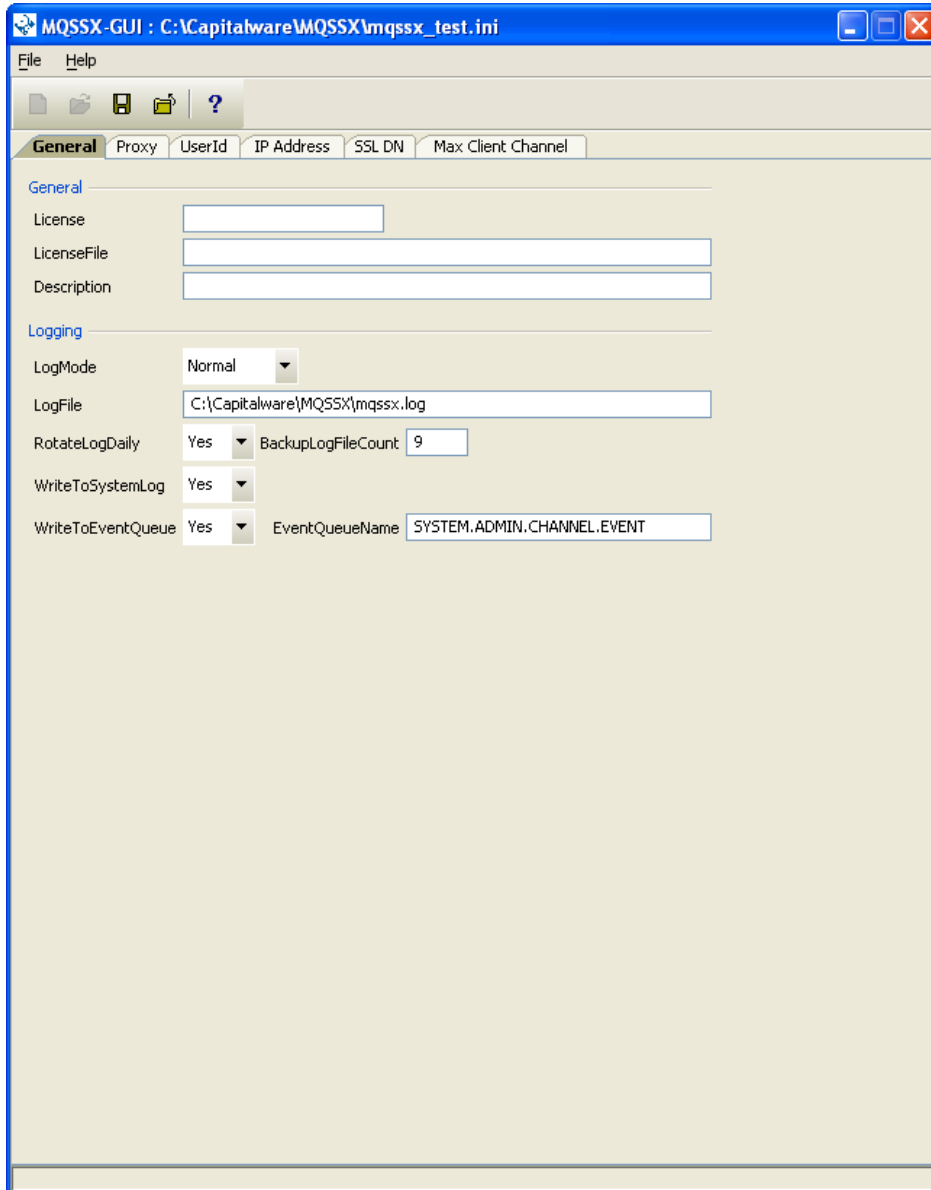 MQSSX-GUI : C:\Capitalware\MQSSX\mqssx_test.ini
File Help
?
General Proxy UserId IP Address SSL DN Max Client Channel
General
License
LicenseFile
Description
Logging
LogMode Normal
LogFile C:\Capitalware\MQSSX\mqssx.log
RotateLogDaily Yes BackupLogFileCount 9
WriteToSystemLog Yes
WriteToEventQueue Yes EventQueueName SYSTEM.ADMIN.CHANNEL.EVENT